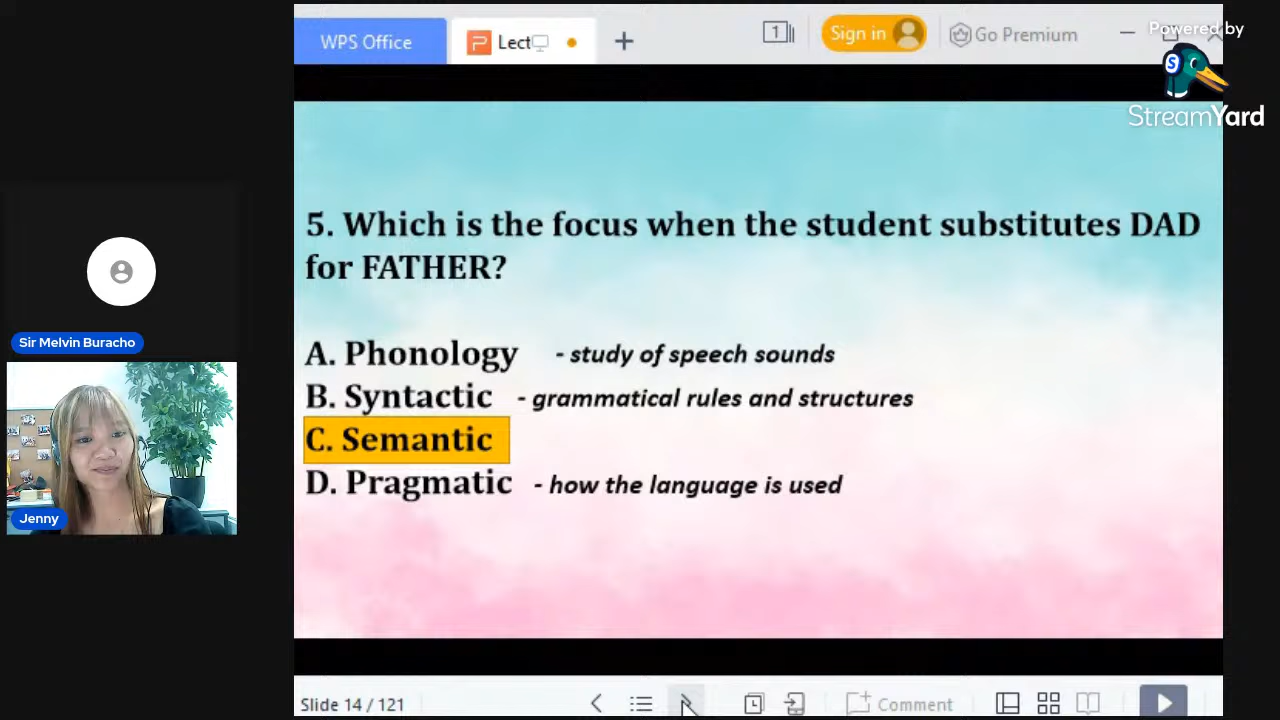 WPS Office
Lect
1
Sign in
Go Premium
Powered by
S
StreamYard
5. Which is the focus when the student substitutes DAD
for FATHER?
A. Phonology - study of speech sounds
B. Syntactic - grammatical rules and structures
C. Semantic
D. Pragmatic - how the language is used
Sir Melvin Buracho
Jenny
Slide 14 / 121
Comment